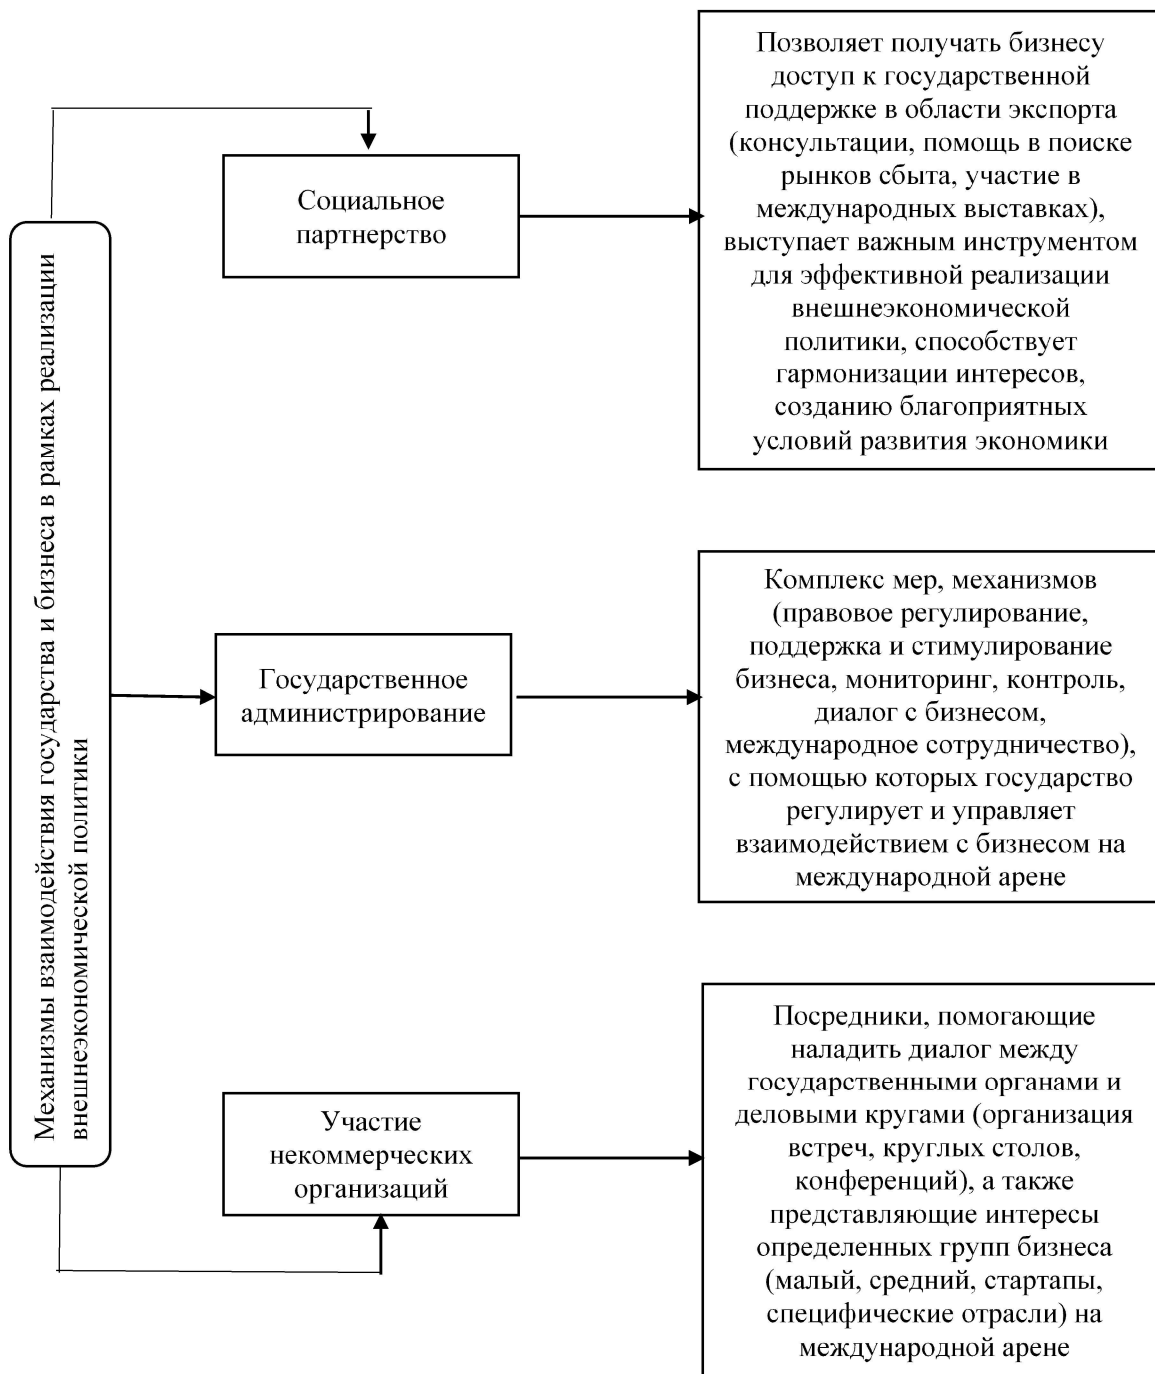 Механизмы взаимодействия государства и бизнеса в рамках реализации
внешнеэкономической политики
Социальное
партнерство
Позволяет получать бизнесу
доступ к государственной
поддержке в области экспорта
(консультации, помощь в поиске
рынков сбыта, участие в
международных выставках),
выступает важным инструментом
для эффективной реализации
внешнеэкономической
политики, способствует
гармонизации интересов,
созданию благоприятных
условий развития экономики
Государственное
администрирование
Комплекс мер, механизмов
(правовое регулирование,
поддержка и стимулирование
бизнеса, мониторинг, контроль,
диалог с бизнесом,
международное сотрудничество),
с помощью которых государство
регулирует и управляет
взаимодействием с бизнесом на
международной арене
Участие
некоммерческих
организаций
Посредники, помогающие
наладить диалог между
государственными органами и
деловыми кругами (организация
встреч, круглых столов,
конференций), а также
представляющие интересы
определенных групп бизнеса
(малый, средний, стартапы,
специфические отрасли) на
международной арене